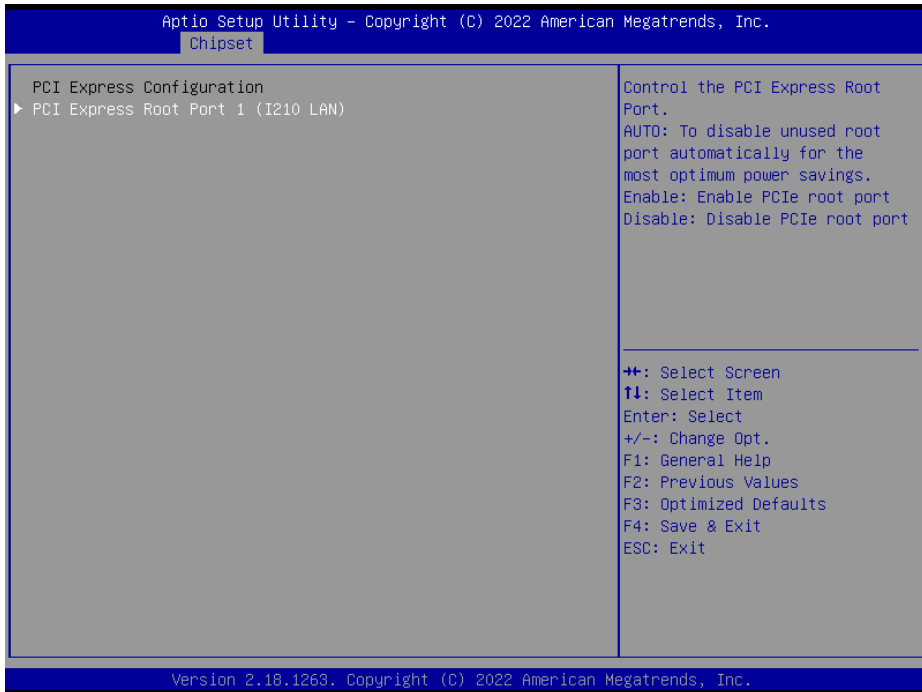 Aptio Setup Utility – Copyright (C) 2022 American Megatrends, Inc.
Chipset
PCI Express Configuration
▶ PCI Express Root Port 1 (I210 LAN)
Control the PCI Express Root
Port.
AUTO: To disable unused root
port automatically for the
most optimum power savings.
Enable: Enable PCIe root port
Disable: Disable PCIe root port
→←: Select Screen
↑↓: Select Item
Enter: Select
+/-: Change Opt.
F1: General Help
F2: Previous Values
F3: Optimized Defaults
F4: Save & Exit
ESC: Exit
Version 2.18.1263. Copyright (C) 2022 American Megatrends, Inc.